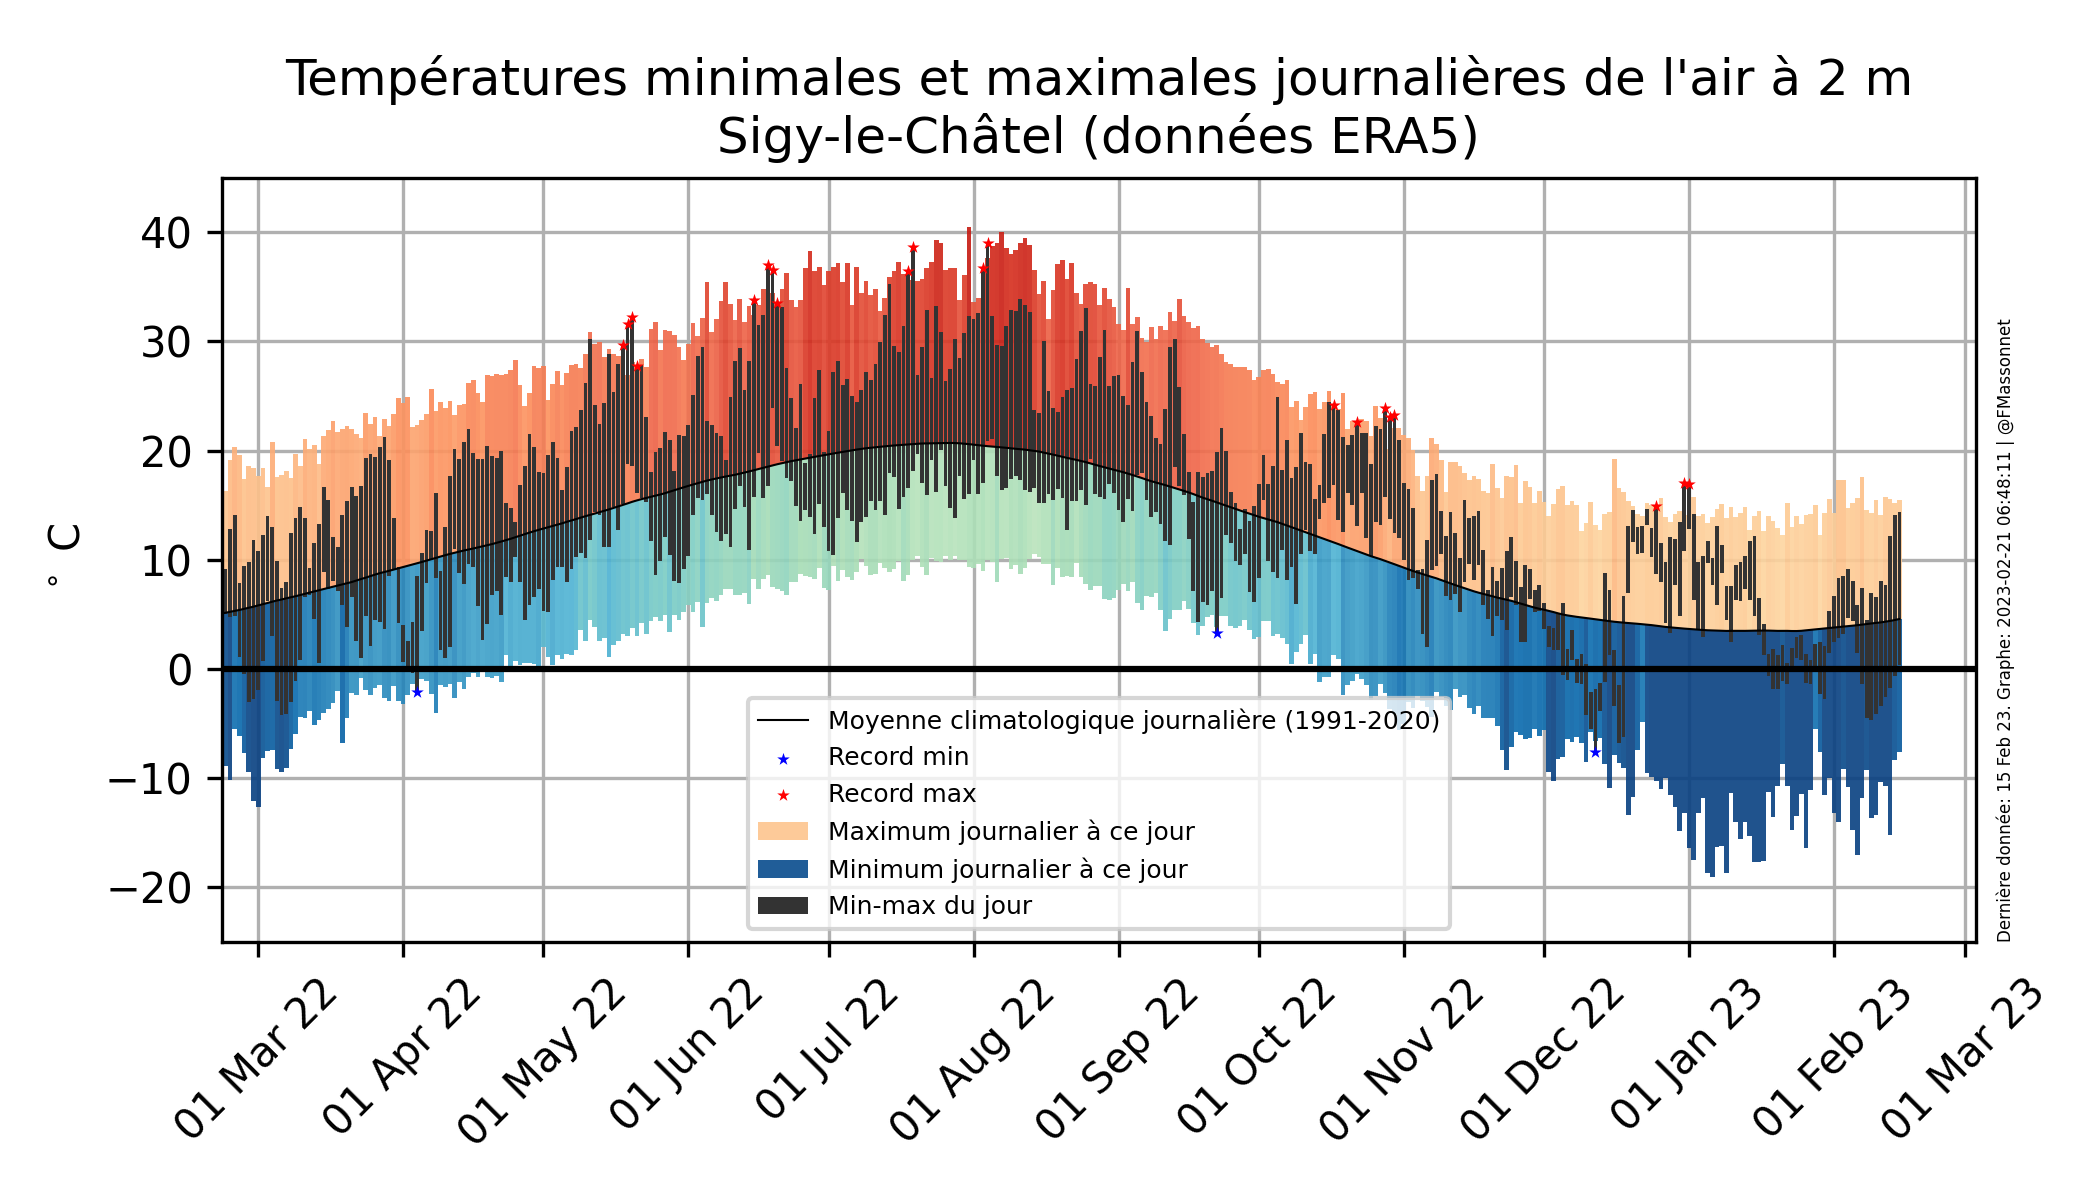 Températures minimales et maximales journalières de l'air à 2 m
Sigy-le-Châtel (données ERA5)
° C
40
30
20
10
0
−10
−20
Moyenne climatologique journalière (1991-2020)
Record min
Record max
Maximum journalier à ce jour
Minimum journalier à ce jour
Min-max du jour
01 Mar 22
01 Apr 22
01 May 22
01 Jun 22
01 Jul 22
01 Aug 22
01 Sep 22
01 Oct 22
01 Nov 22
01 Dec 22
01 Jan 23
01 Feb 23
01 Mar 23
Dernière donnée: 15 Feb 23. Graphe: 2023-02-21 06:48:11 | @FMassonnet